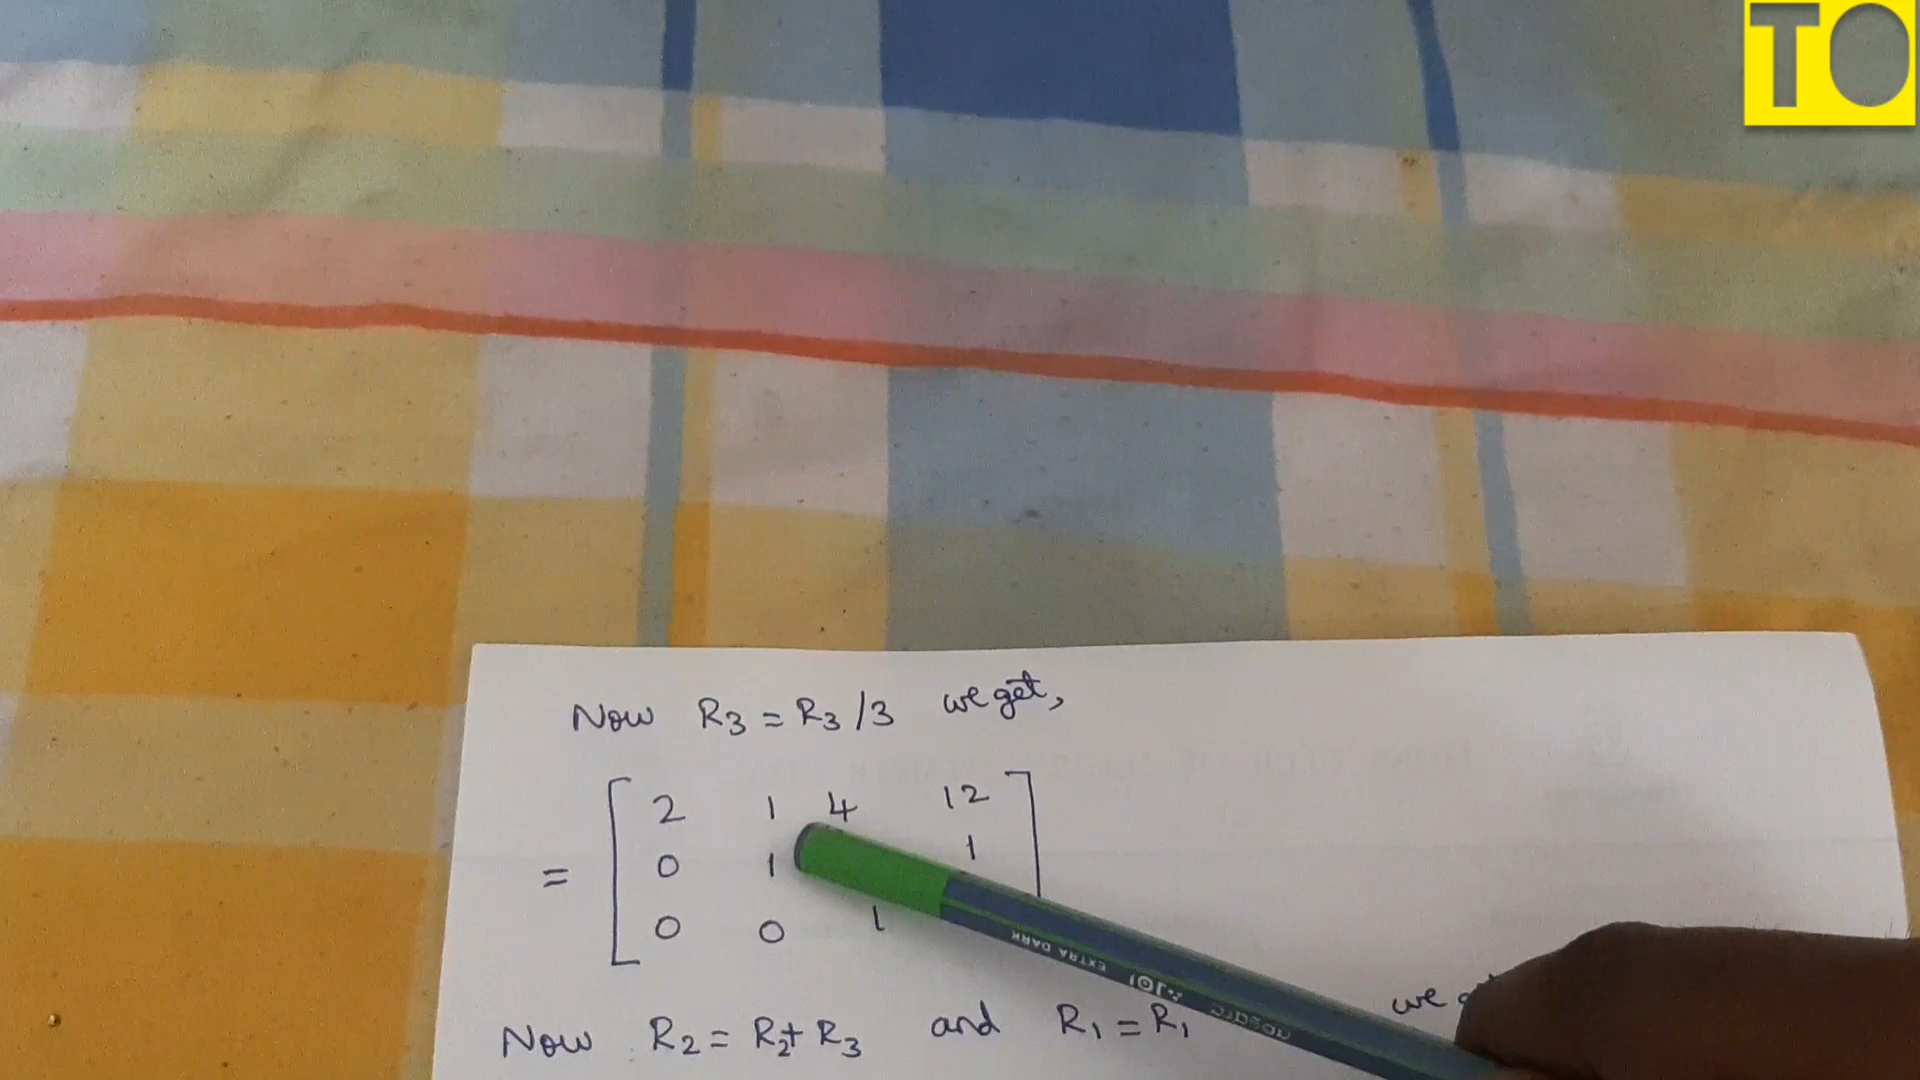 TO
Now R3 = R3 /3 we get,
2 1 4 12
= 0 1 1
0 0 1
Now R2 = R2 + R3 and R1 = R1 we
EXTRA DARK